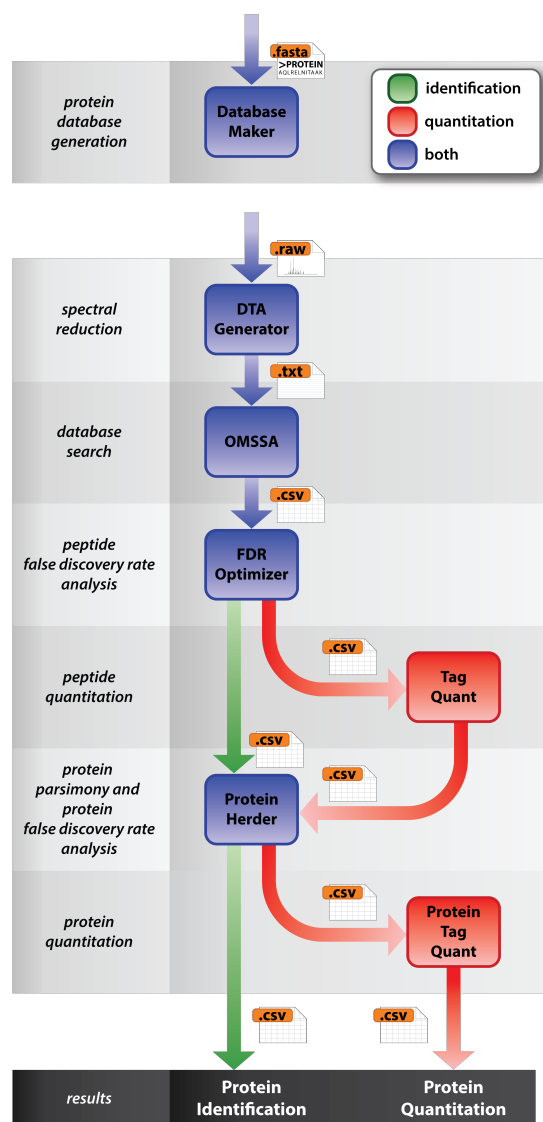 .fasta
>PROTEIN
AQLRELNITAAK
protein
database
generation
Database
Maker
identification
quantitation
both
.raw
spectral
reduction
DTA
Generator
.txt
database
search
OMSSA
.csv
peptide
false discovery rate
analysis
FDR
Optimizer
.csv
peptide
quantitation
Tag
Quant
.csv
protein
parsimony and
protein
false discovery rate
analysis
.csv
Protein
Herder
protein
quantitation
.csv
Protein
Tag
Quant
.csv
.csv
results
Protein
Identification
Protein
Quantitation